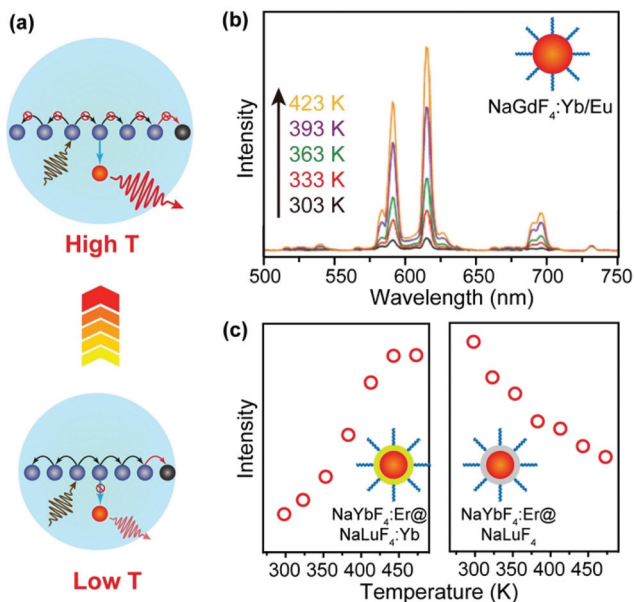 (a)
High T
Low T
(b)
Intensity
423 K
393 K
363 K
333 K
303 K
NaGdF₄:Yb/Eu
500 550 600 650 700 750
Wavelength (nm)
(c)
Intensity
NaYbF₄:Er@
NaLuF₄:Yb
NaYbF₄:Er@
NaLuF₄
300 350 400 450
300 350 400 450
Temperature (K)